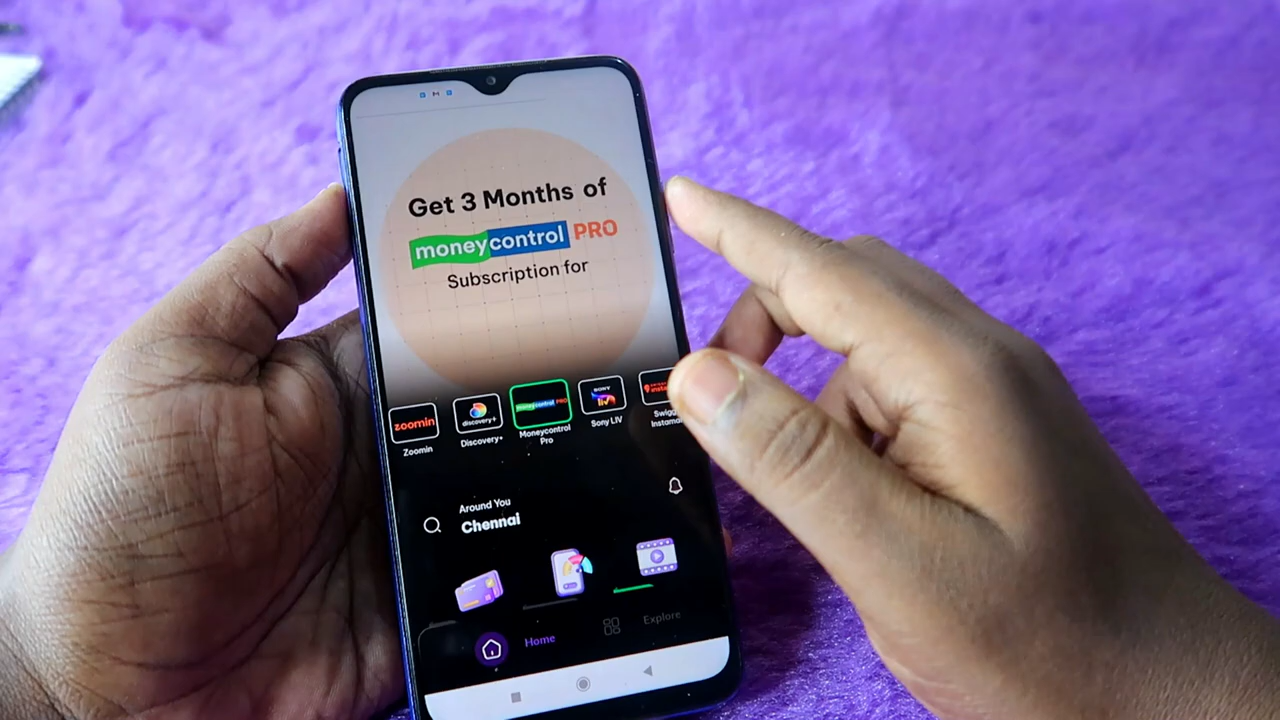 Get 3 Months of
moneycontrol PRO
Subscription for
zoomin
discovery+
moneycontrol PRO
SONY
liv
Zoomin
Discovery+
Moneycontrol
Pro
Sony LIV
Around You
Chennai
Home
Explore